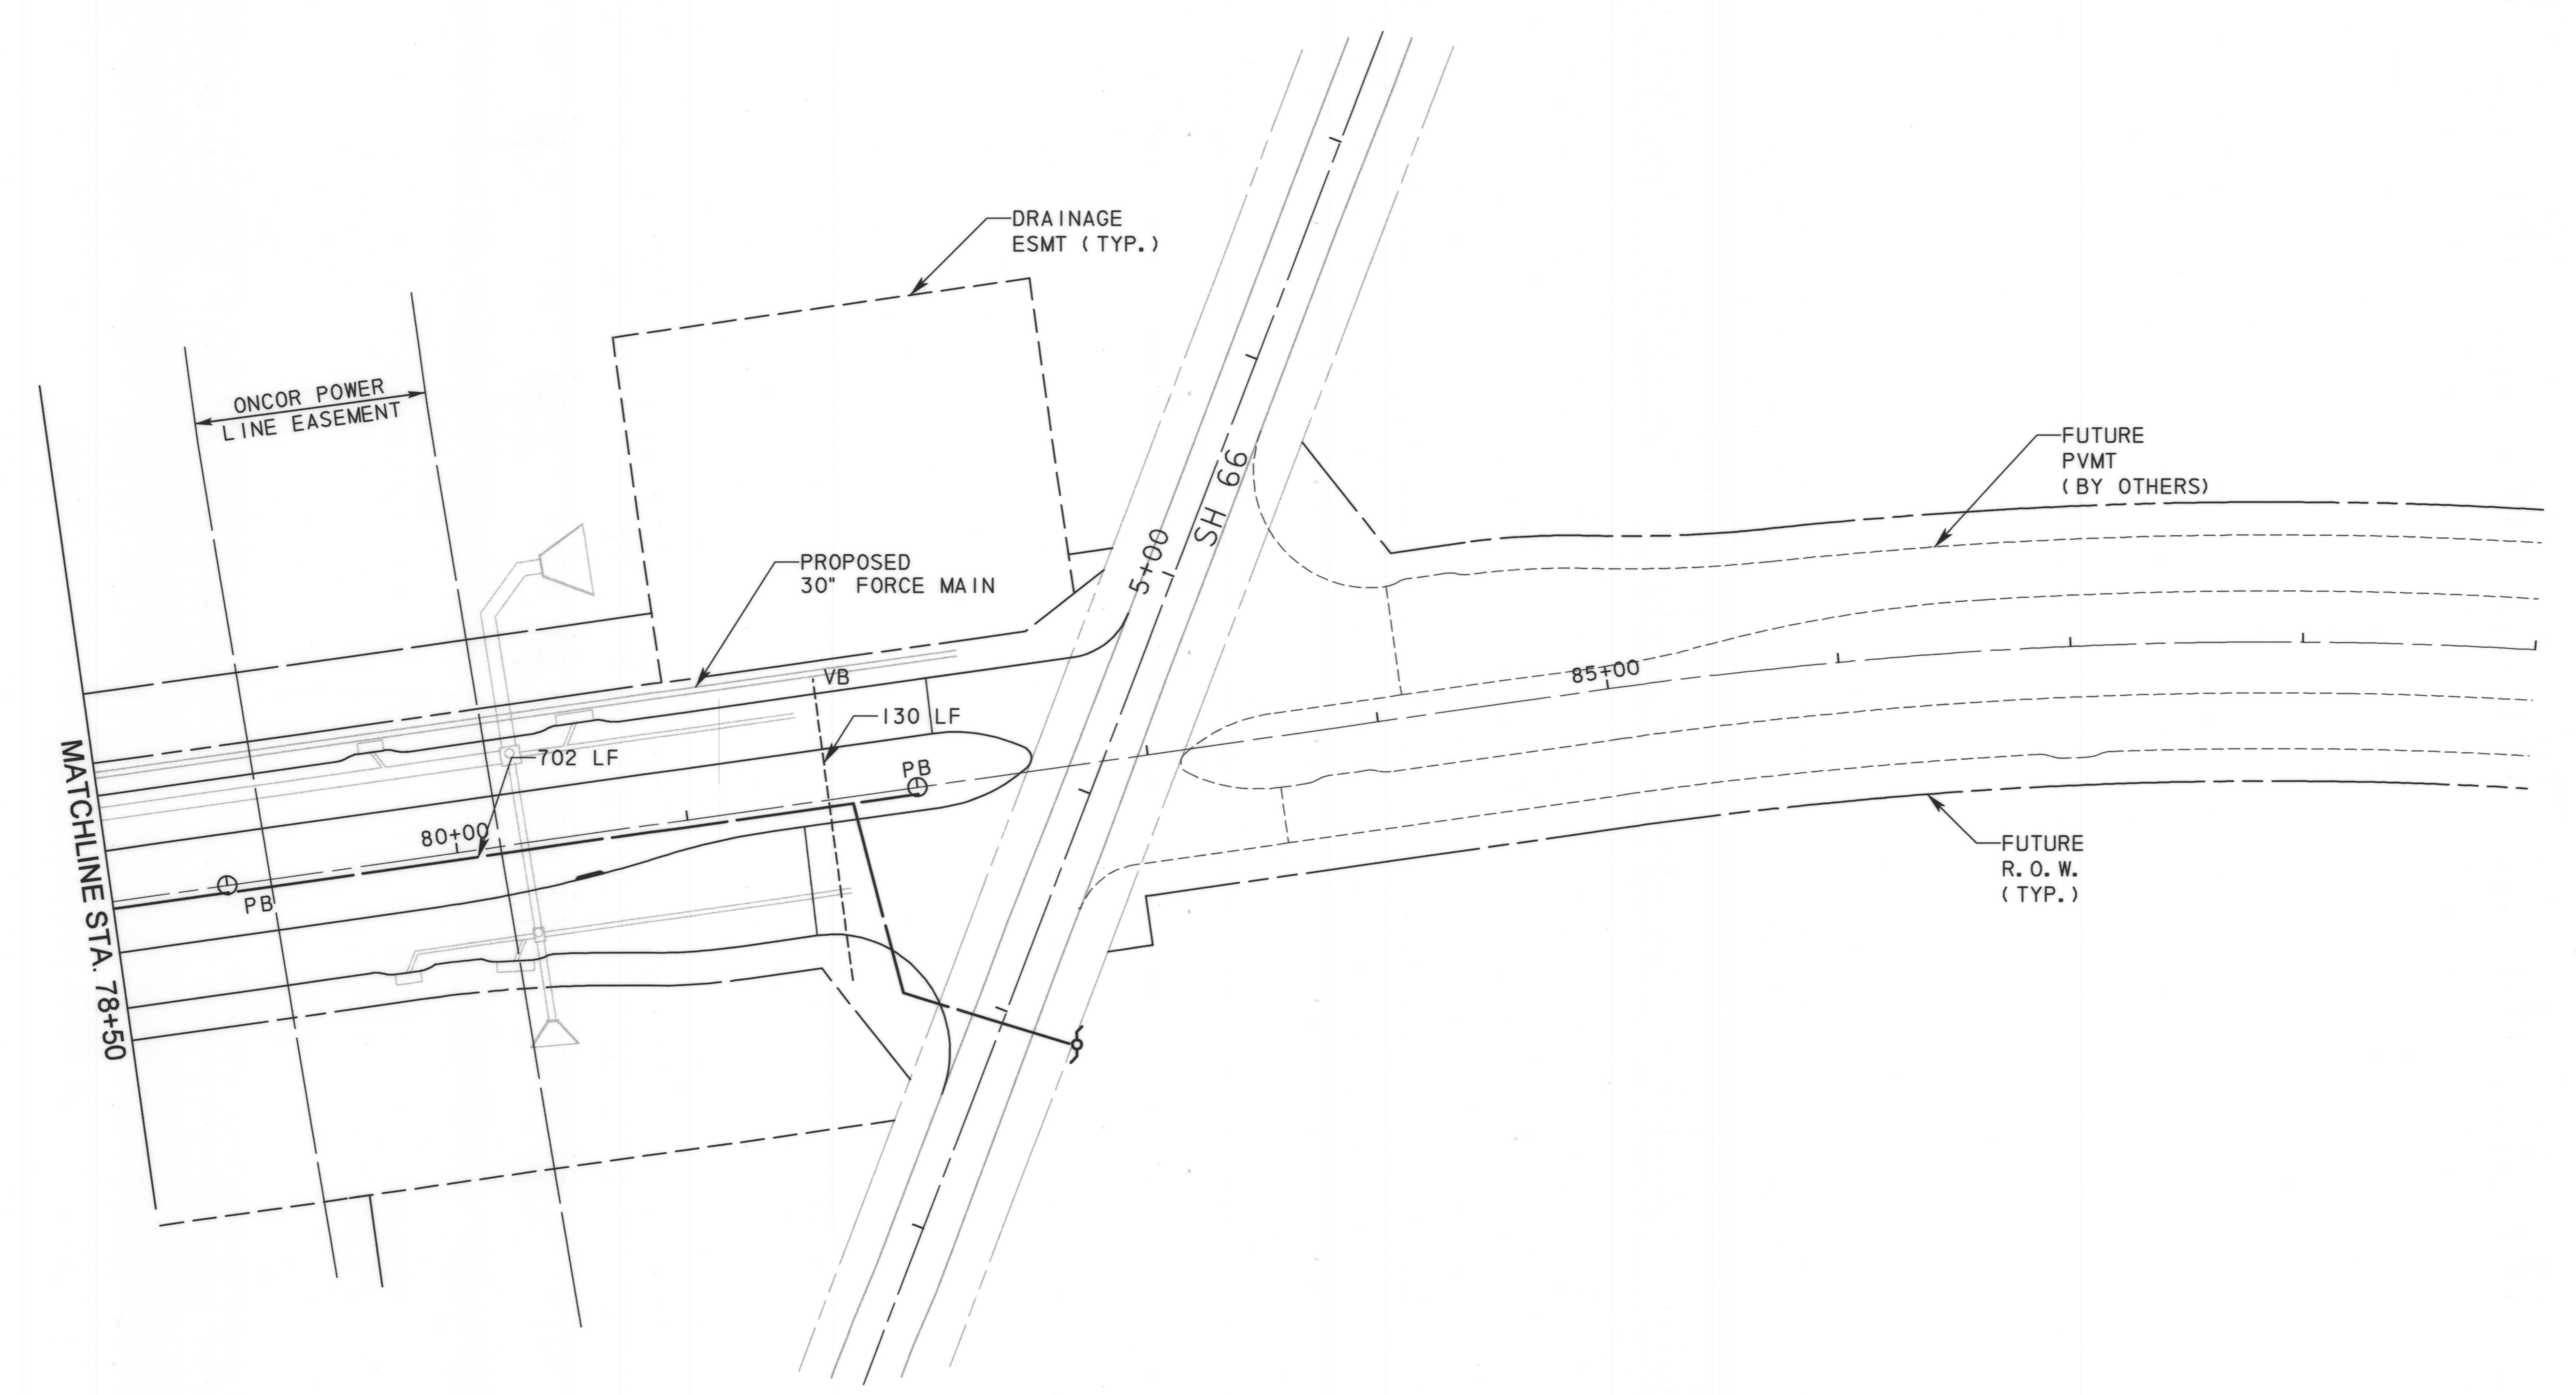 DRAINAGE
ESMT (TYP.)
ONCOR POWER
LINE EASEMENT
SH 66
5+00
FUTURE
PVMT
(BY OTHERS)
PROPOSED
30" FORCE MAIN
VB
130 LF
85+00
702 LF
PB
80+00
PB
MATCHLINE STA. 78+50
FUTURE
R.O.W.
(TYP.)